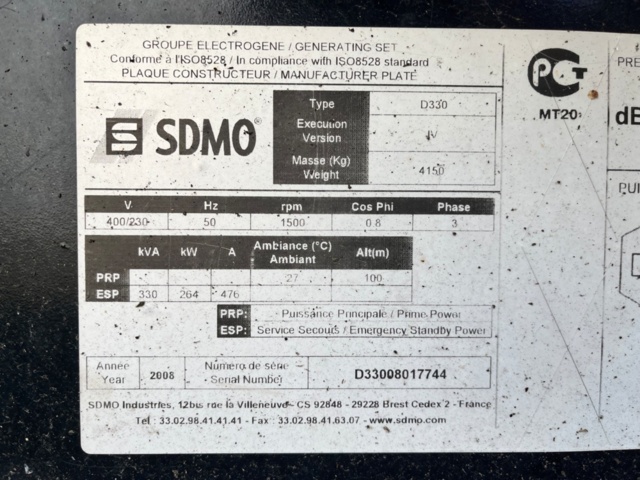 GROUPE ELECTROGENE / GENERATING SET
Conforme à l'ISO8528 / In compliance with ISO8528 standard
PLAQUE CONSTRUCTEUR / MANUFACTURER PLATE
SDMO
Type D330
Execution Version IV
Masse (Kg) Weight 4150
V Hz rpm Cos Phi Phase
400/230 50 1500 0.8 3
kVA kW A Ambiance (°C) Ambiant Alt(m)
PRP 27 100
ESP 330 264 476
PRP: Puissance Principale / Prime Power
ESP: Service Secours / Emergency Standby Power
Année Year 2008 Numéro de série Serial Number D33008017744
SDMO Industries, 12bis rue la Villeneuve - CS 92848 - 29228 Brest Cedex 2 - France
Tel : 33.02.98.41.41.41 - Fax : 33.02.98.41.63.07 - www.sdmo.com
РСТ
MT20
PRE
dB
PUI